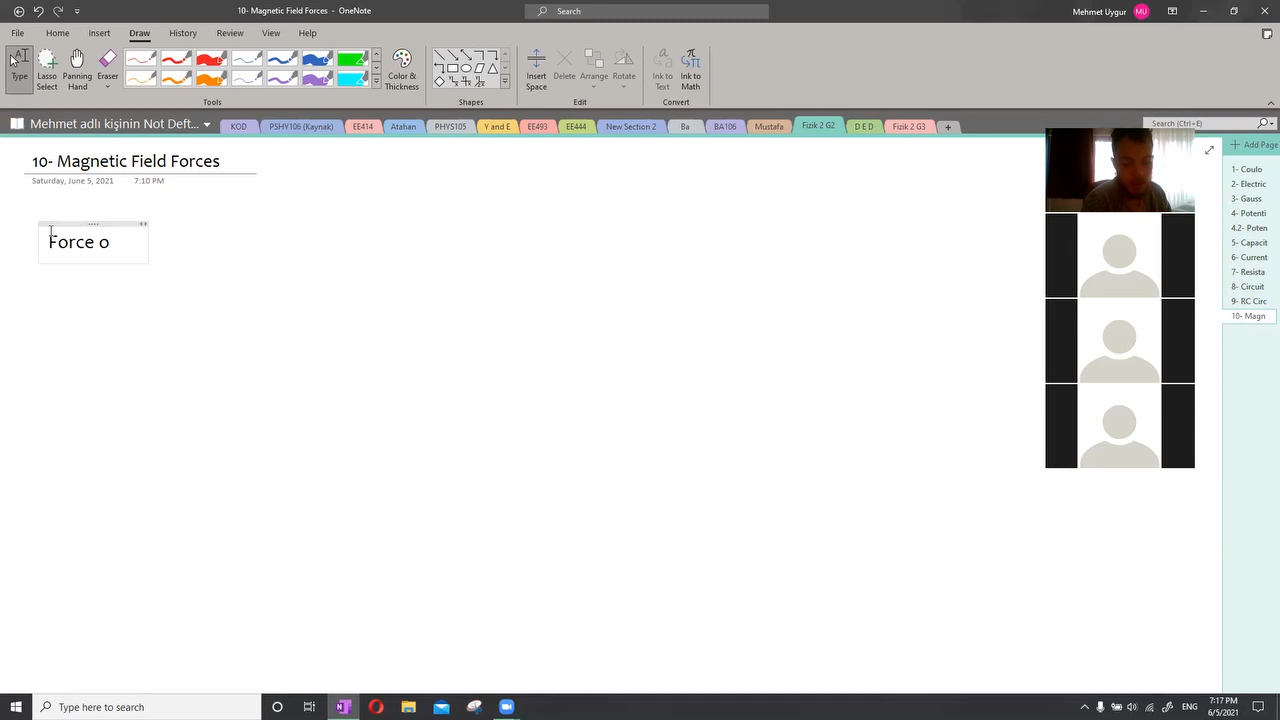 10- Magnetic Field Forces - OneNote
Search
Mehmet Uygur
MU
File Home Insert Draw History Review View Help
Type
Lasso Select
Panning Hand
Eraser
Color & Thickness
Insert Space
Delete
Arrange
Rotate
Ink to Text
Ink to Math
Tools
Shapes
Edit
Convert
Mehmet adlı kişinin Not Deft...
KOD PSHY106 (Kaynak) EE414 Atahan PHYS105 Y and E EE493 EE444 New Section 2 Ba BA106 Mustafa Fizik 2 G2 D E D Fizik 2 G3
Search (Ctrl+E)
10- Magnetic Field Forces
Saturday, June 5, 2021 7:10 PM
Force o
Add Page
1- Coulo
2- Electric
3- Gauss
4- Potenti
4.2- Poten
5- Capacit
6- Current
7- Resista
8- Circuit
9- RC Circ
10- Magn
Type here to search
ENG
7:17 PM
6/5/2021